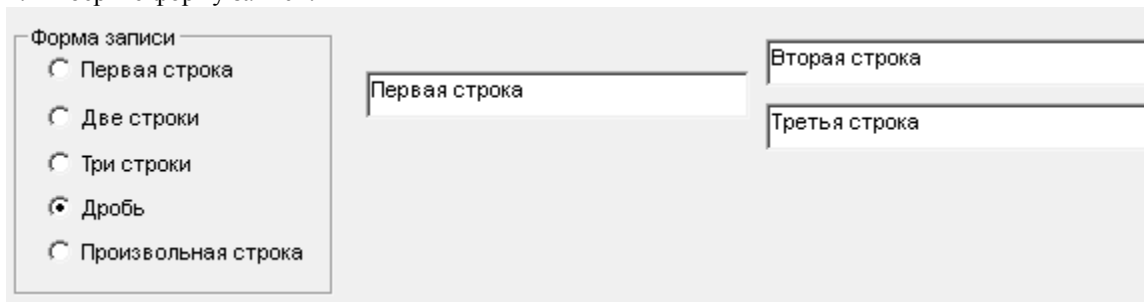 Форма записи
Первая строка
Две строки
Три строки
Дробь
Произвольная строка
Первая строка
Вторая строка
Третья строка